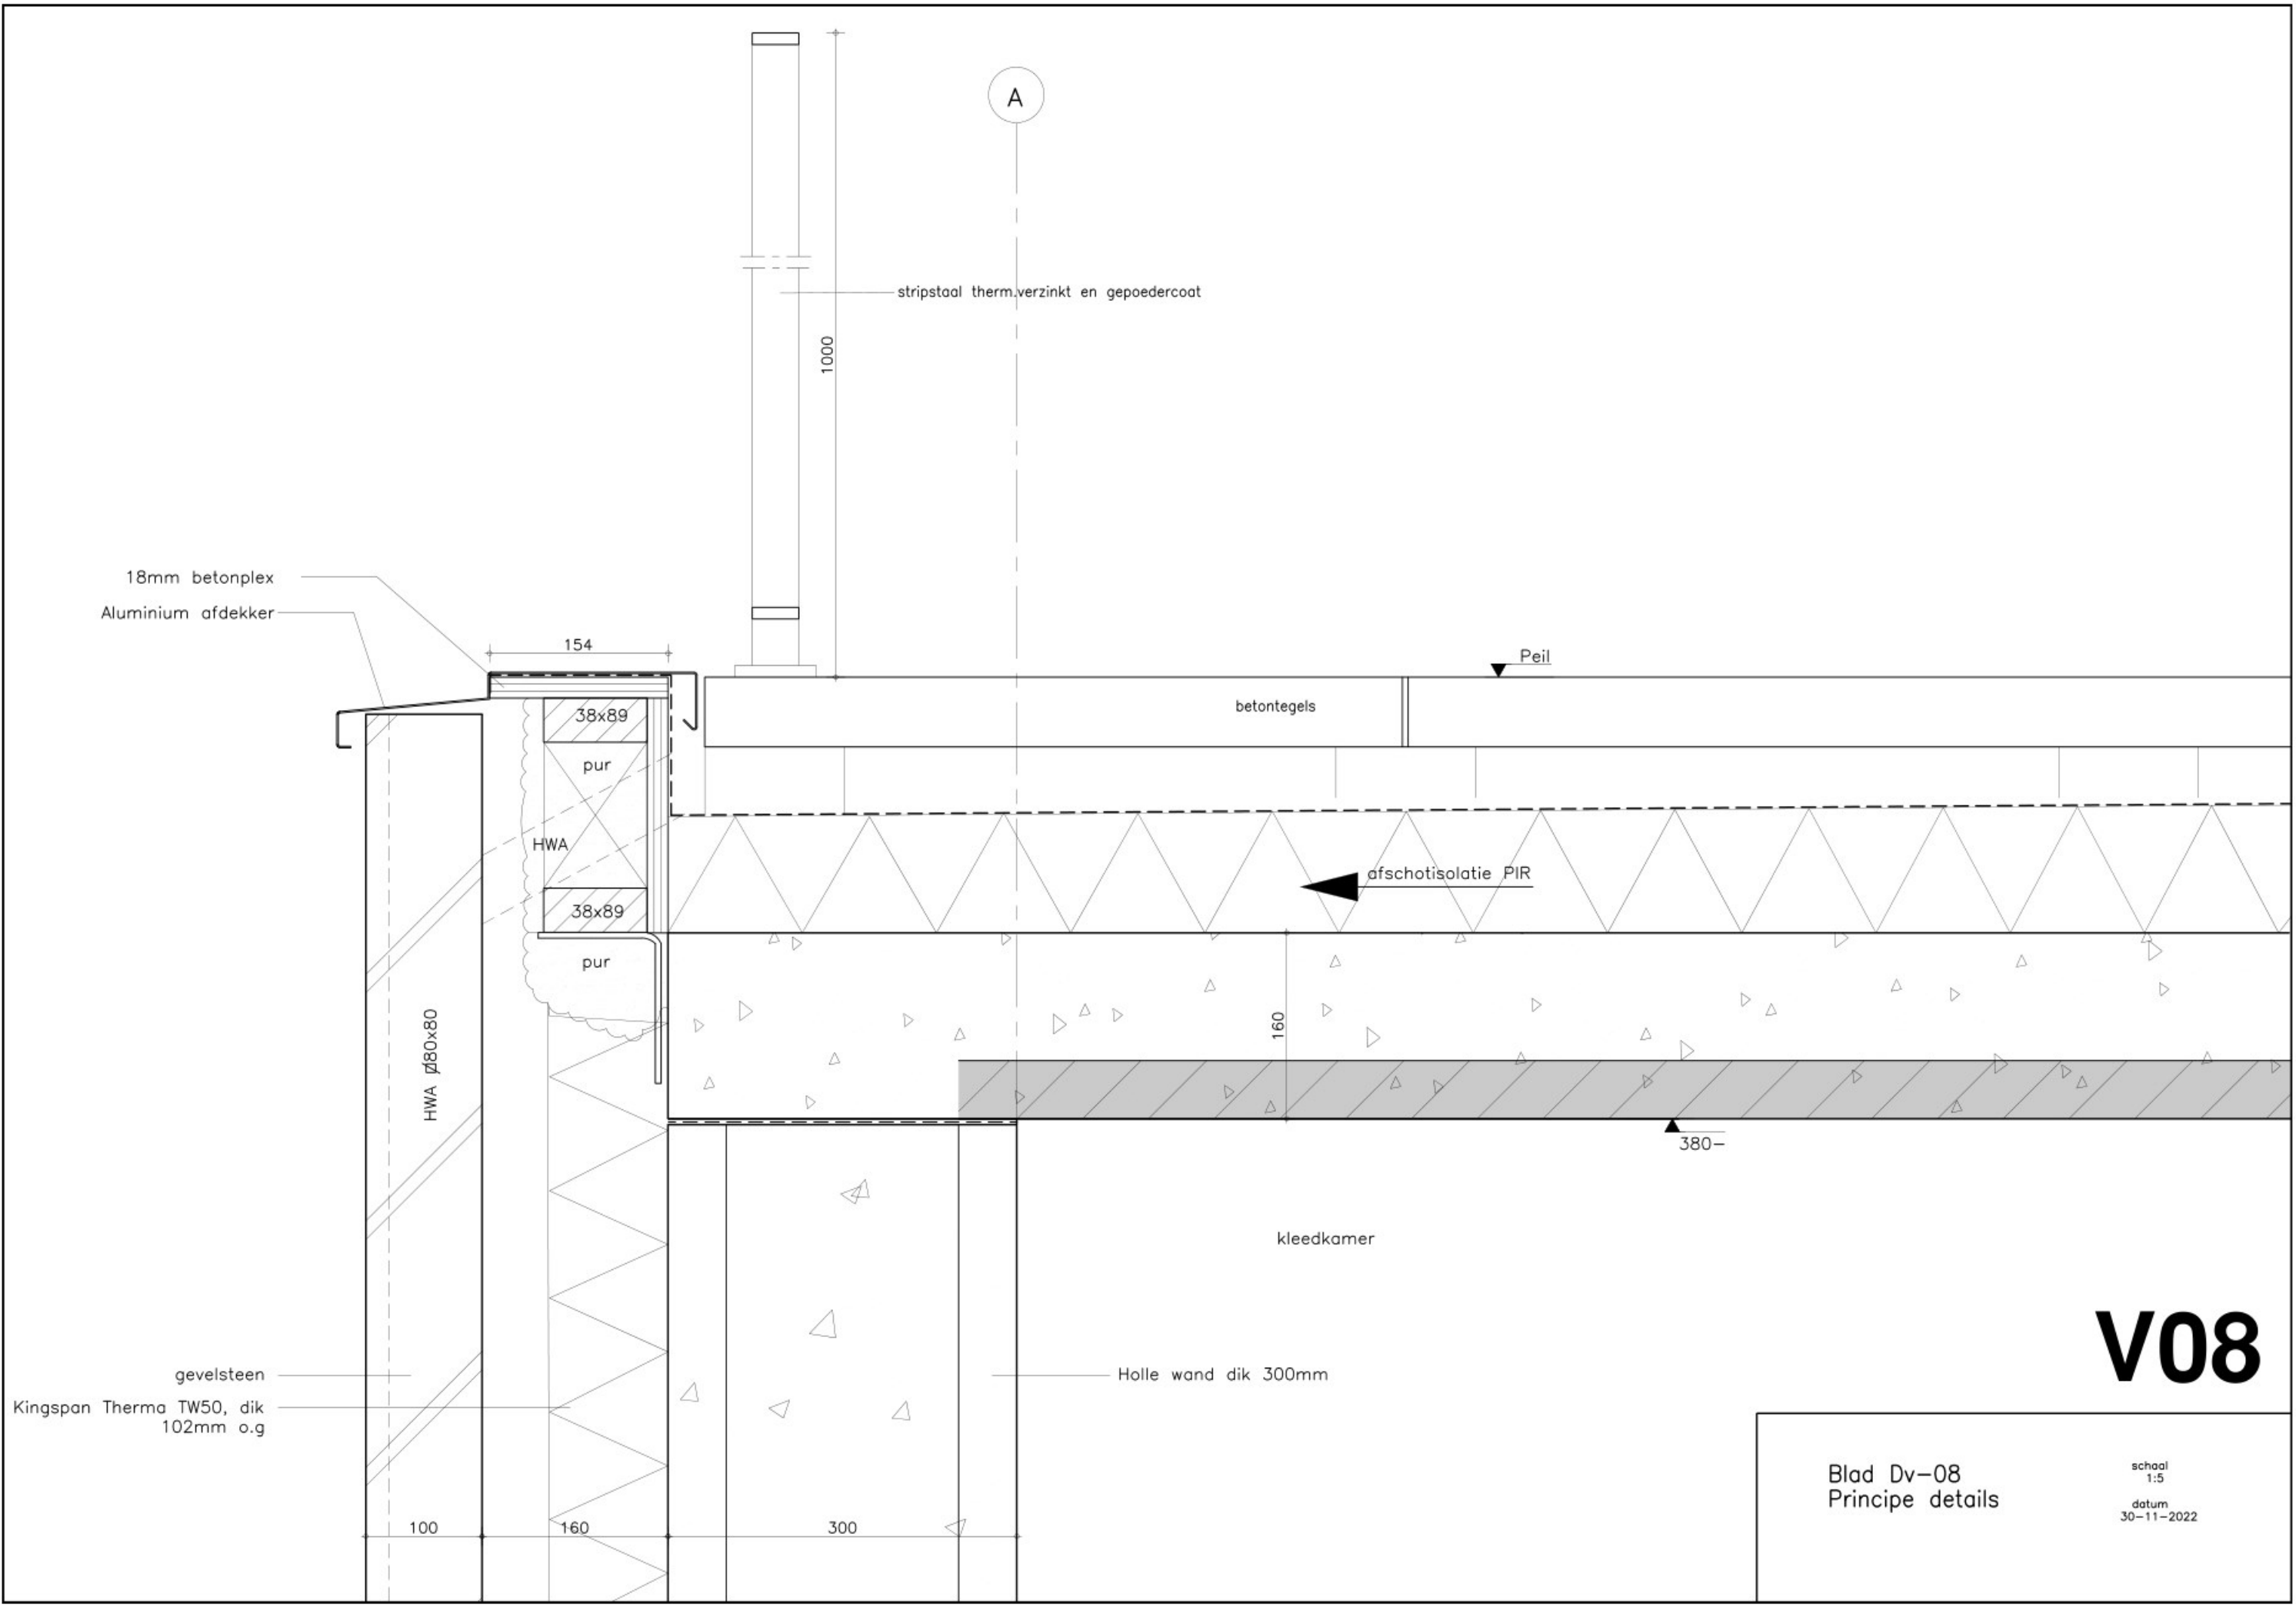 A
stripstaal therm.verzinkt en gepoedercoat
1000
18mm betonplex
Aluminium afdekker
154
Peil
38x89
betontegels
pur
HWA
afschotisolatie PIR
38x89
pur
160
HWA Ø80x80
380-
kleedkamer
V08
gevelsteen
Holle wand dik 300mm
Kingspan Therma TW50, dik
102mm o.g
Blad Dv-08
Principe details
schaal
1:5
datum
30-11-2022
100
160
300